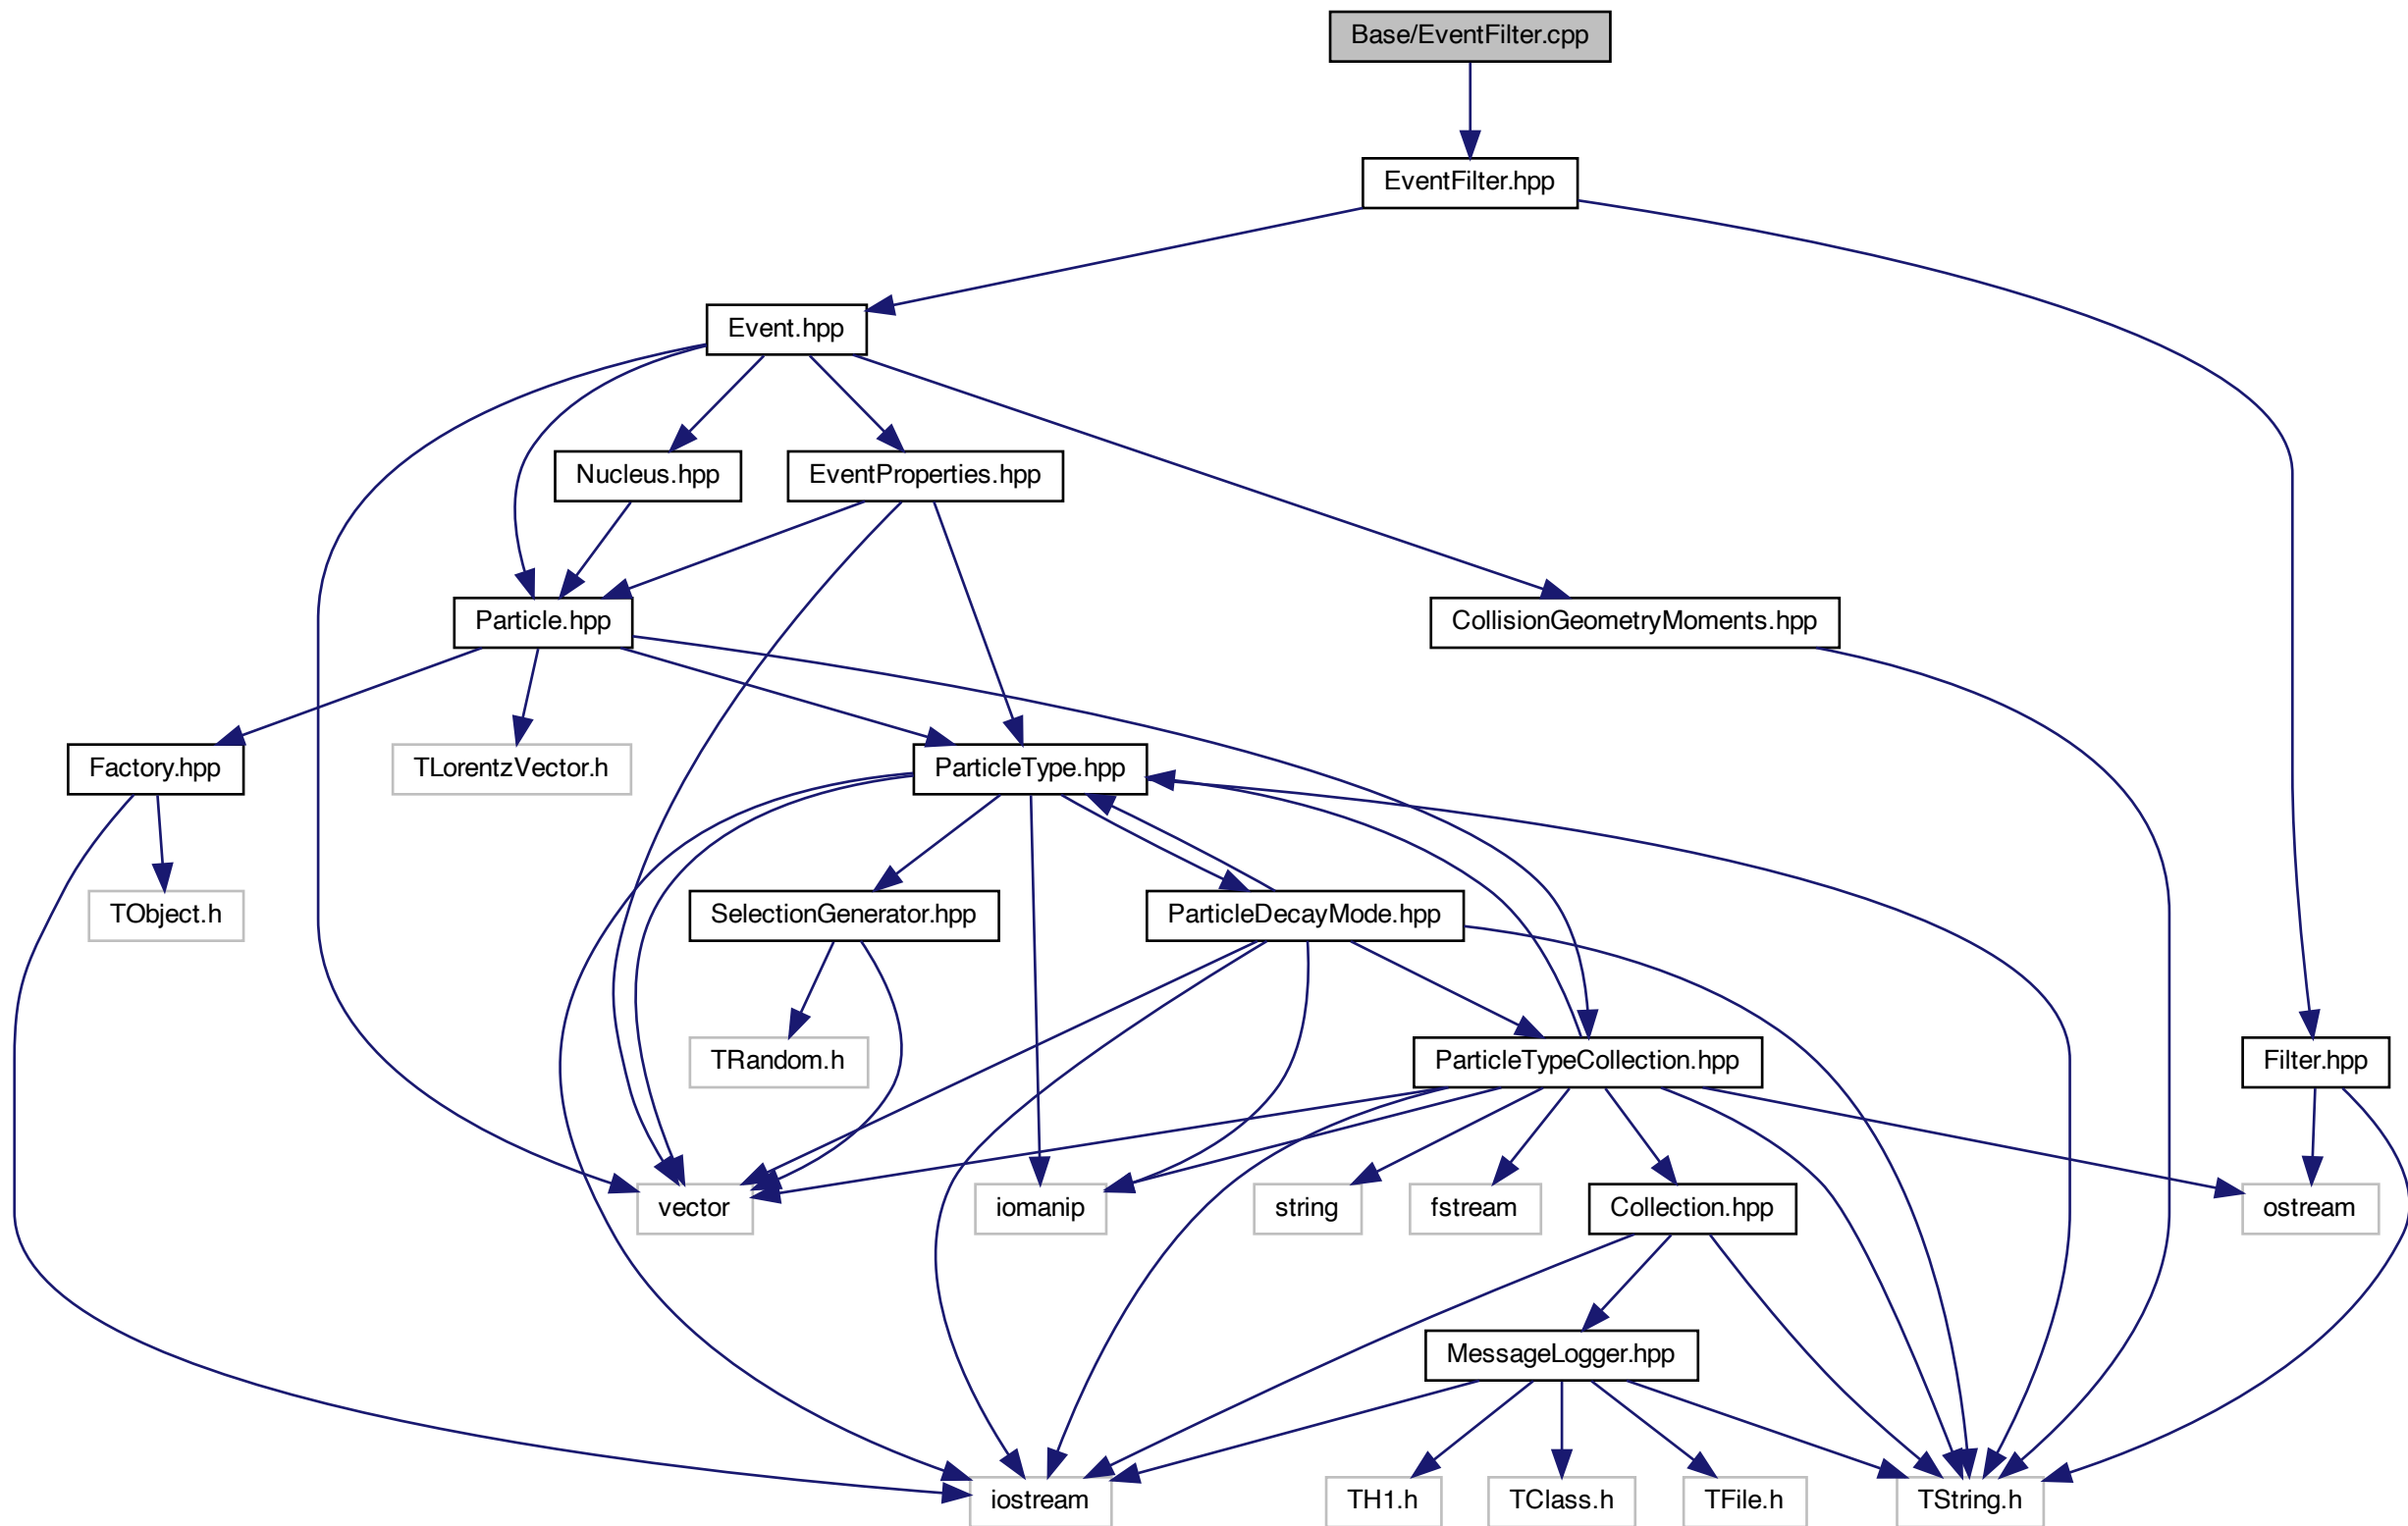 Base/EventFilter.cpp
EventFilter.hpp
Event.hpp
Nucleus.hpp
EventProperties.hpp
Particle.hpp
CollisionGeometryMoments.hpp
Factory.hpp
TLorentzVector.h
ParticleType.hpp
TObject.h
SelectionGenerator.hpp
ParticleDecayMode.hpp
TRandom.h
ParticleTypeCollection.hpp
Filter.hpp
vector
iomanip
string
fstream
Collection.hpp
ostream
MessageLogger.hpp
iostream
TH1.h
TClass.h
TFile.h
TString.h